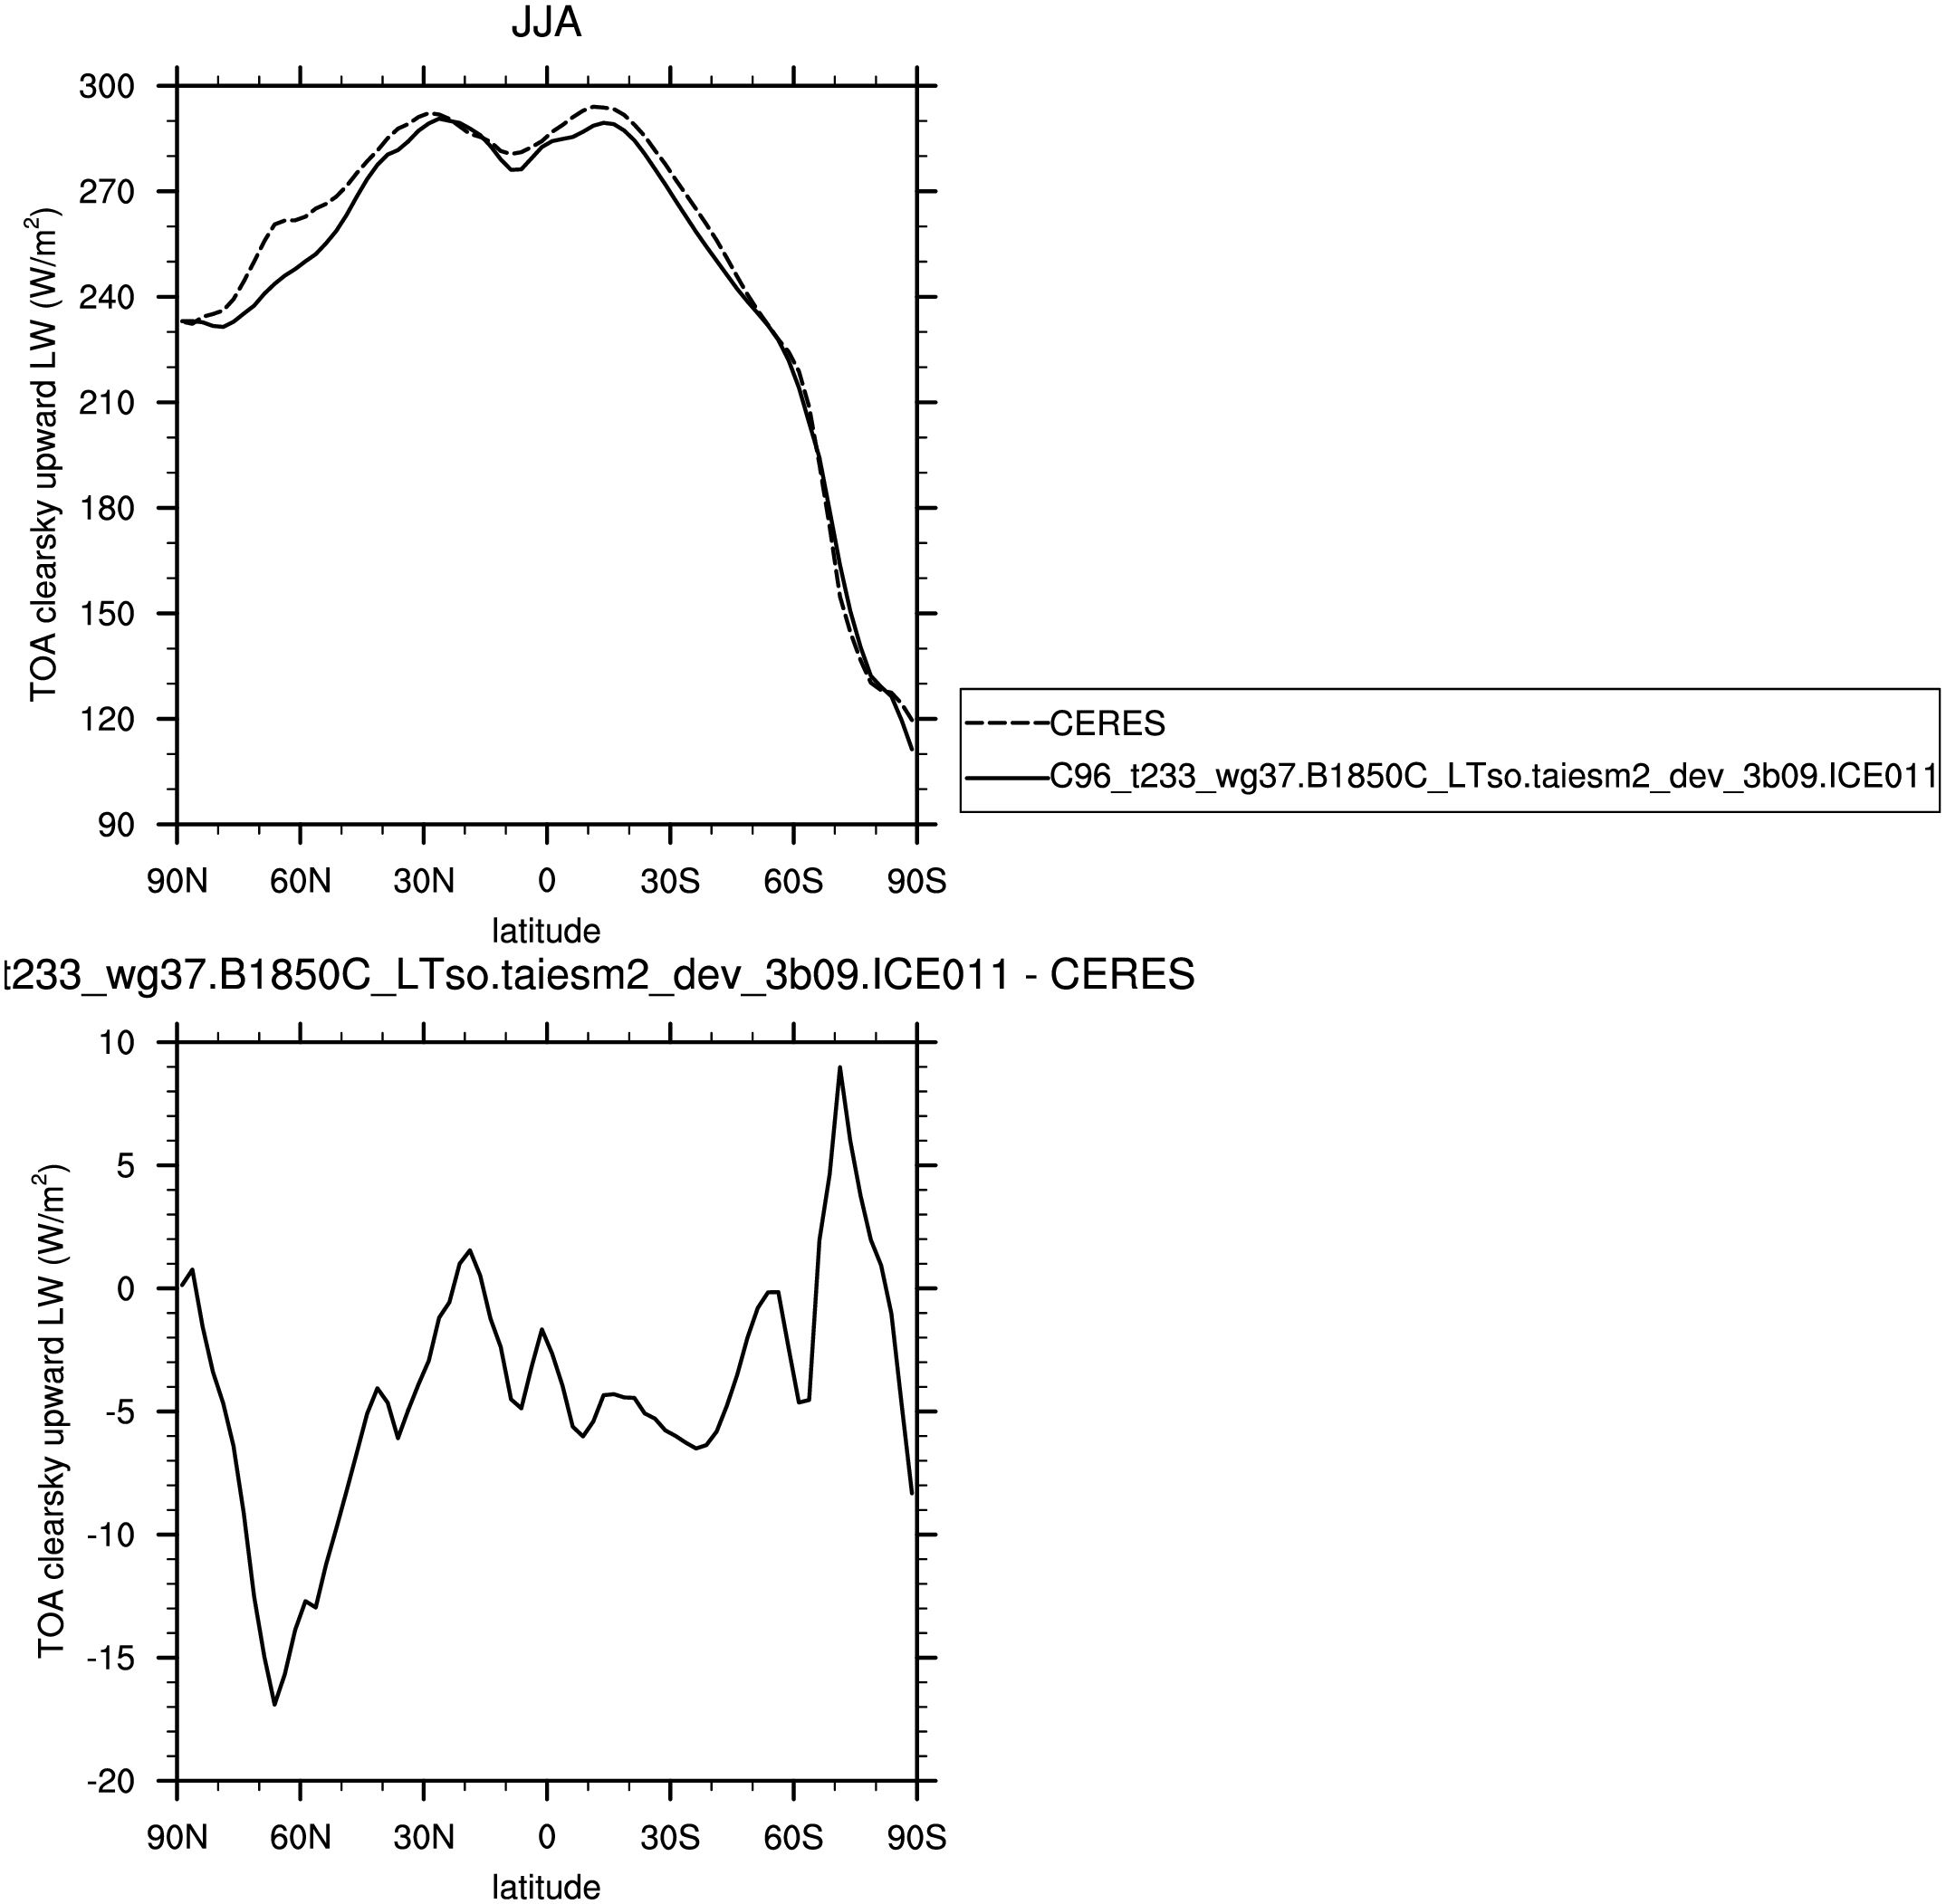 JJA
300
270
240
210
180
150
120
90
TOA clearsky upward LW (W/m²)
90N 60N 30N 0 30S 60S 90S
latitude
CERES
C96_t233_wg37.B1850C_LTso.taiesm2_dev_3b09.ICE011
t233_wg37.B1850C_LTso.taiesm2_dev_3b09.ICE011 - CERES
10
5
0
-5
-10
-15
-20
TOA clearsky upward LW (W/m²)
90N 60N 30N 0 30S 60S 90S
latitude